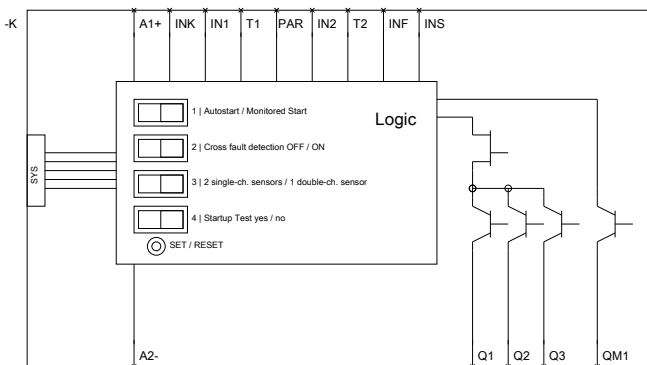 -K A1+ INK IN1 T1 PAR IN2 T2 INF INS
1 | Autostart / Monitored Start
Logic
2 | Cross fault detection OFF / ON
SYS
3 | 2 single-ch. sensors / 1 double-ch. sensor
4 | Startup Test yes / no
SET / RESET
A2- Q1 Q2 Q3 QM1